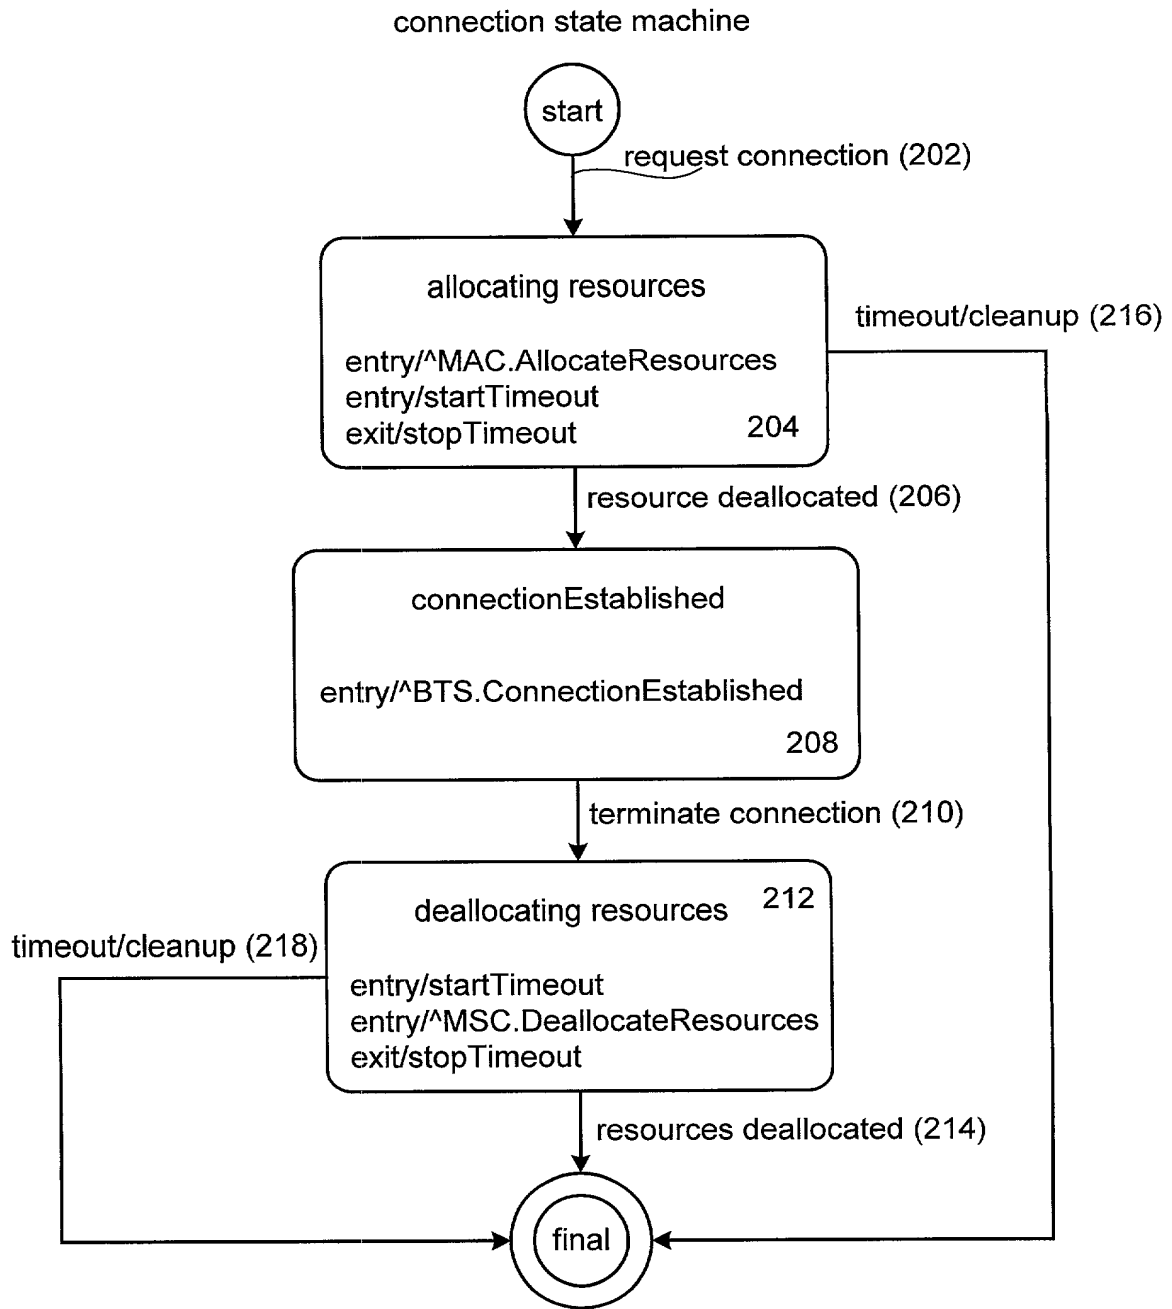 connection state machine
start
request connection (202)
allocating resources
timeout/cleanup (216)
entry/^MAC.AllocateResources
entry/startTimeout
exit/stopTimeout
204
resource deallocated (206)
connectionEstablished
entry/^BTS.ConnectionEstablished
208
terminate connection (210)
212
deallocating resources
timeout/cleanup (218)
entry/startTimeout
entry/^MSC.DeallocateResources
exit/stopTimeout
resources deallocated (214)
final